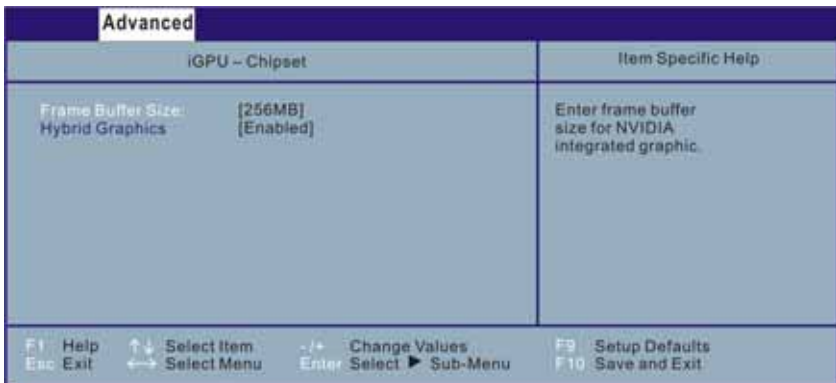 Advanced
iGPU – Chipset
Item Specific Help
Frame Buffer Size: [256MB]
Hybrid Graphics [Enabled]
Enter frame buffer
size for NVIDIA
integrated graphic.
F1 Help ↑↓ Select Item -/+ Change Values F9 Setup Defaults
Esc Exit ←→ Select Menu Enter Select ▶ Sub-Menu F10 Save and Exit